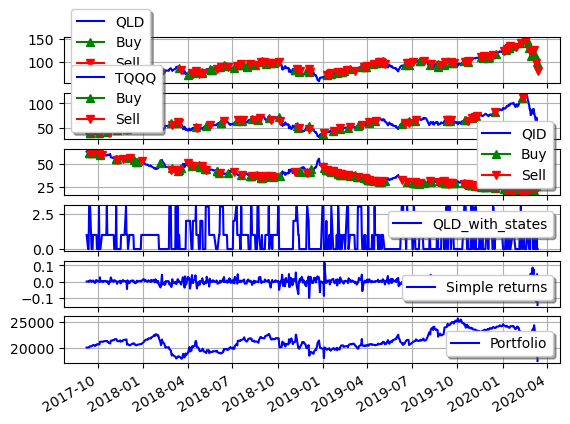 QLD
Buy
Sell
150
100
TQQQ
Buy
Sell
100
50
QID
Buy
Sell
50
25
QLD_with_states
2.5
0.0
Simple returns
0.1
0.0
−0.1
Portfolio
25000
20000
2017-10 2018-01 2018-04 2018-07 2018-10 2019-01 2019-04 2019-07 2019-10 2020-01 2020-04